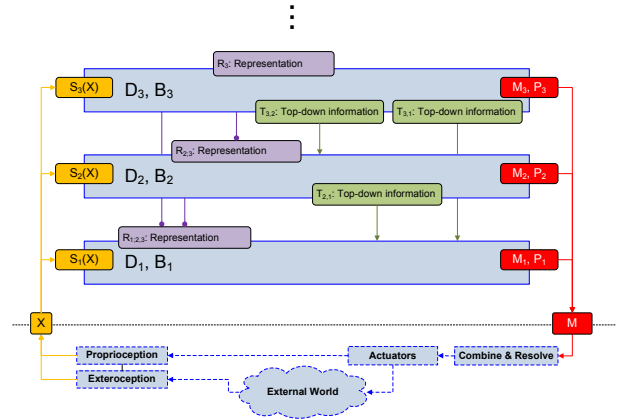 R3: Representation
S3(X)
D3, B3
M3, P3
T3,2: Top-down information
T3,1: Top-down information
R2;3: Representation
S2(X)
D2, B2
M2, P2
T2,1: Top-down information
R1;2,3: Representation
S1(X)
D1, B1
M1, P1
X
M
Proprioception
Actuators
Combine & Resolve
Exteroception
External World